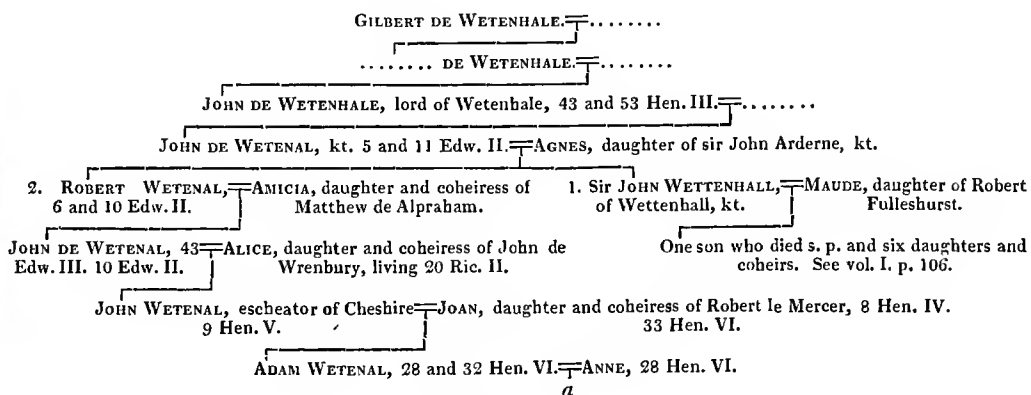 GILBERT DE WETENHALE.=........
........ DE WETENHALE.=........
JOHN DE WETENHALE, lord of Wetenhale, 43 and 53 Hen. III.=........
JOHN DE WETENAL, kt. 5 and 11 Edw. II.=AGNES, daughter of sir John Arderne, kt.
2. ROBERT WETENAL,=AMICIA, daughter and coheiress of 1. Sir JOHN WETTENHALL,=MAUDE, daughter of Robert
6 and 10 Edw. II. Matthew de Alpraham. of Wettenhall, kt. Fulleshurst.
JOHN DE WETENAL, 43=ALICE, daughter and coheiress of John de One son who died s. p. and six daughters and
Edw. III. 10 Edw. II. Wrenbury, living 20 Ric. II. coheirs. See vol. I. p. 106.
JOHN WETENAL, escheator of Cheshire=JOAN, daughter and coheiress of Robert le Mercer, 8 Hen. IV.
9 Hen. V. 33 Hen. VI.
ADAM WETENAL, 28 and 32 Hen. VI.=ANNE, 28 Hen. VI.
a